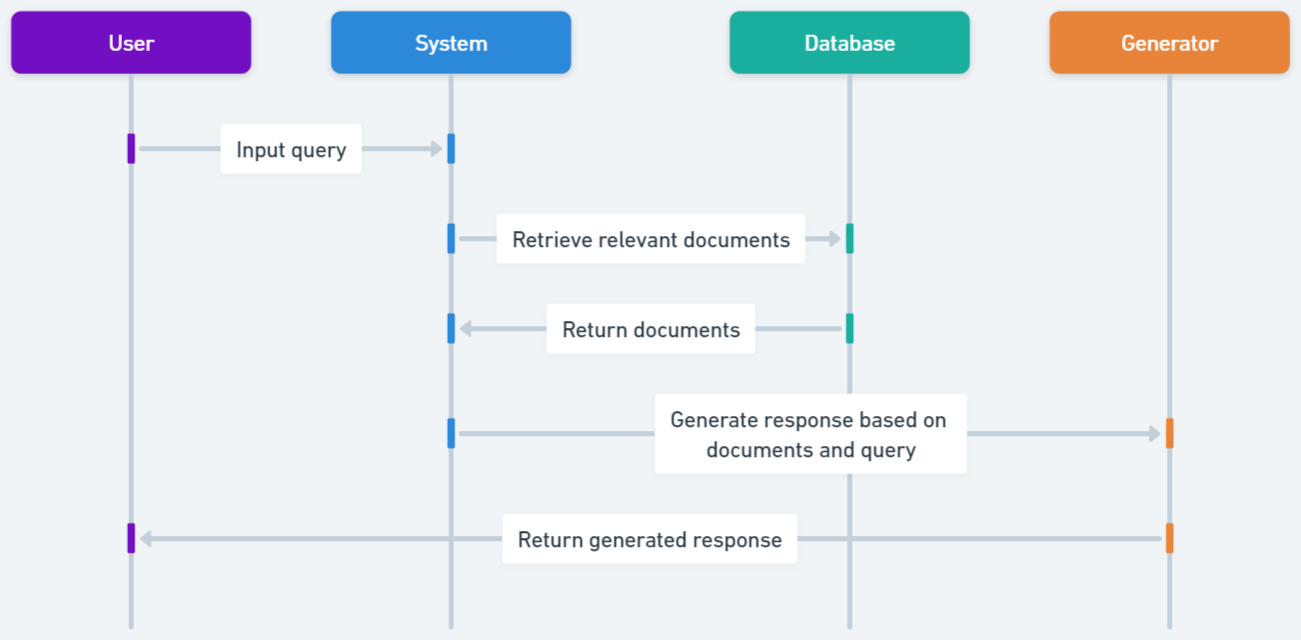 User
System
Database
Generator
Input query
Retrieve relevant documents
Return documents
Generate response based on
documents and query
Return generated response